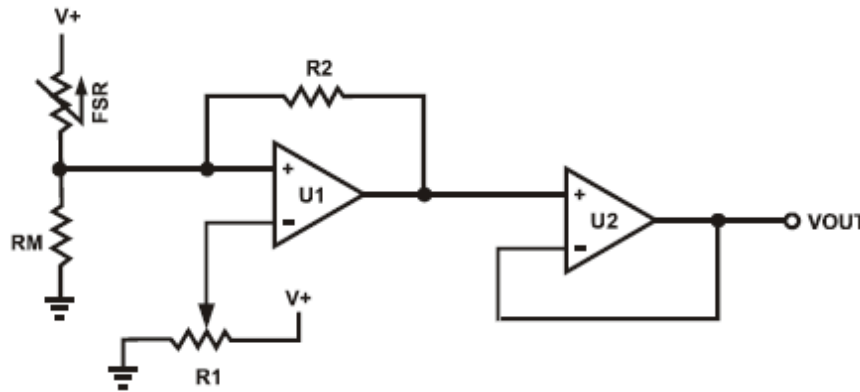 V+
FSR
R2
+
U1
-
RM
V+
R1
+
U2
-
VOUT